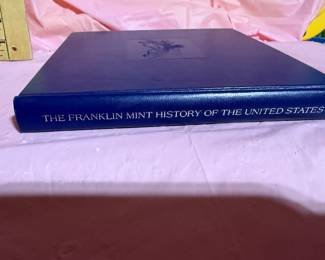 THE FRANKLIN MINT HISTORY OF THE UNITED STATES